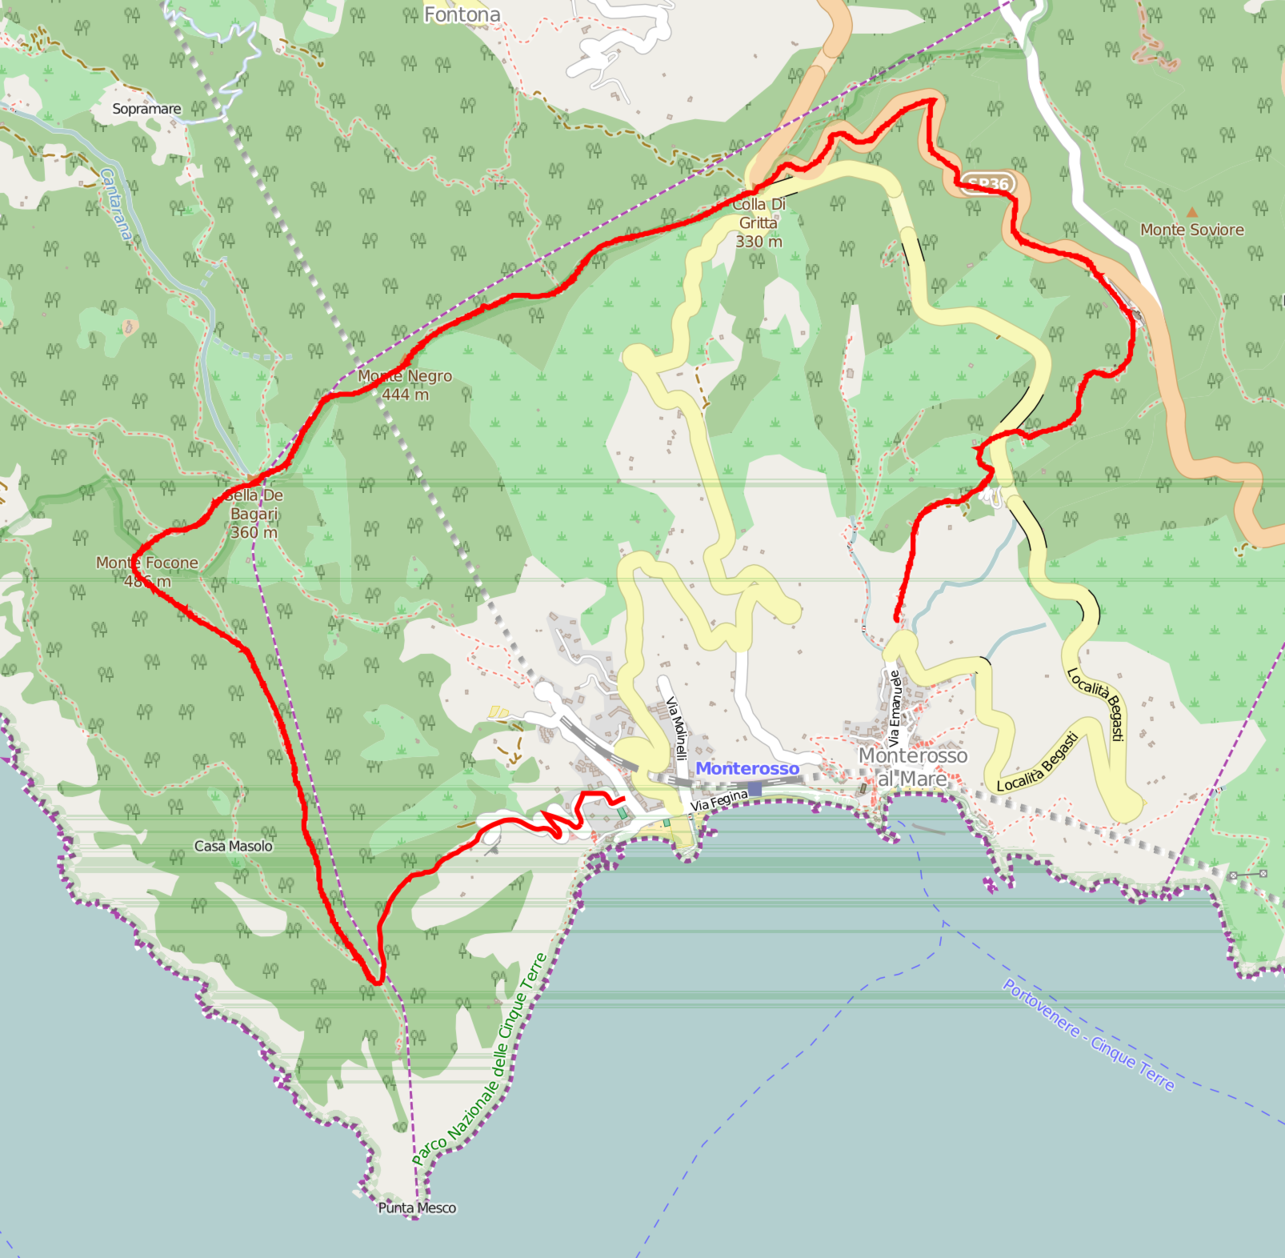 Fontona
Sopramare
Cantarana
SP36
Colla Di
Gritta
330 m
Monte Soviore
Monte Negro
444 m
Sella De
Bagari
360 m
Monte Focone
486 m
Via Molinelli
Via Emanuele
Località Begasti
Località Begasti
Monterosso
al Mare
Monterosso
Via Fegina
Casa Masolo
Parco Nazionale delle Cinque Terre
Portovenere - Cinque Terre
Punta Mesco